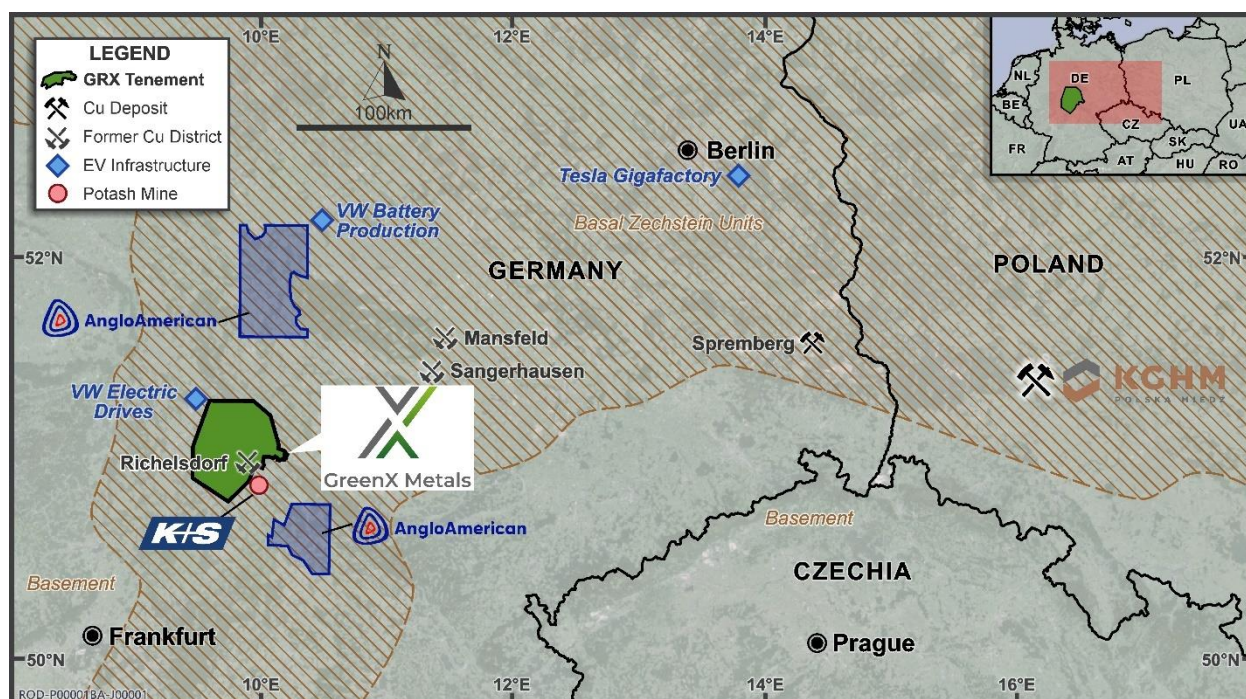 10°E
12°E
14°E
LEGEND
GRX Tenement
Cu Deposit
Former Cu District
EV Infrastructure
Potash Mine
N
100km
NL
BE
FR
DE
PL
CZ
SK
AT
HU
RO
UA
Berlin
Tesla Gigafactory
VW Battery
Production
Basal Zechstein Units
52°N
GERMANY
POLAND
52°N
AngloAmerican
Mansfeld
Sangerhausen
Spremberg
KGHM
POLSKA MIEDŹ
VW Electric
Drives
Richelsdorf
GreenX Metals
K+S
AngloAmerican
Basement
Basement
CZECHIA
Frankfurt
Prague
50°N
50°N
ROD-P00001BA-J00001
10°E
12°E
14°E
16°E